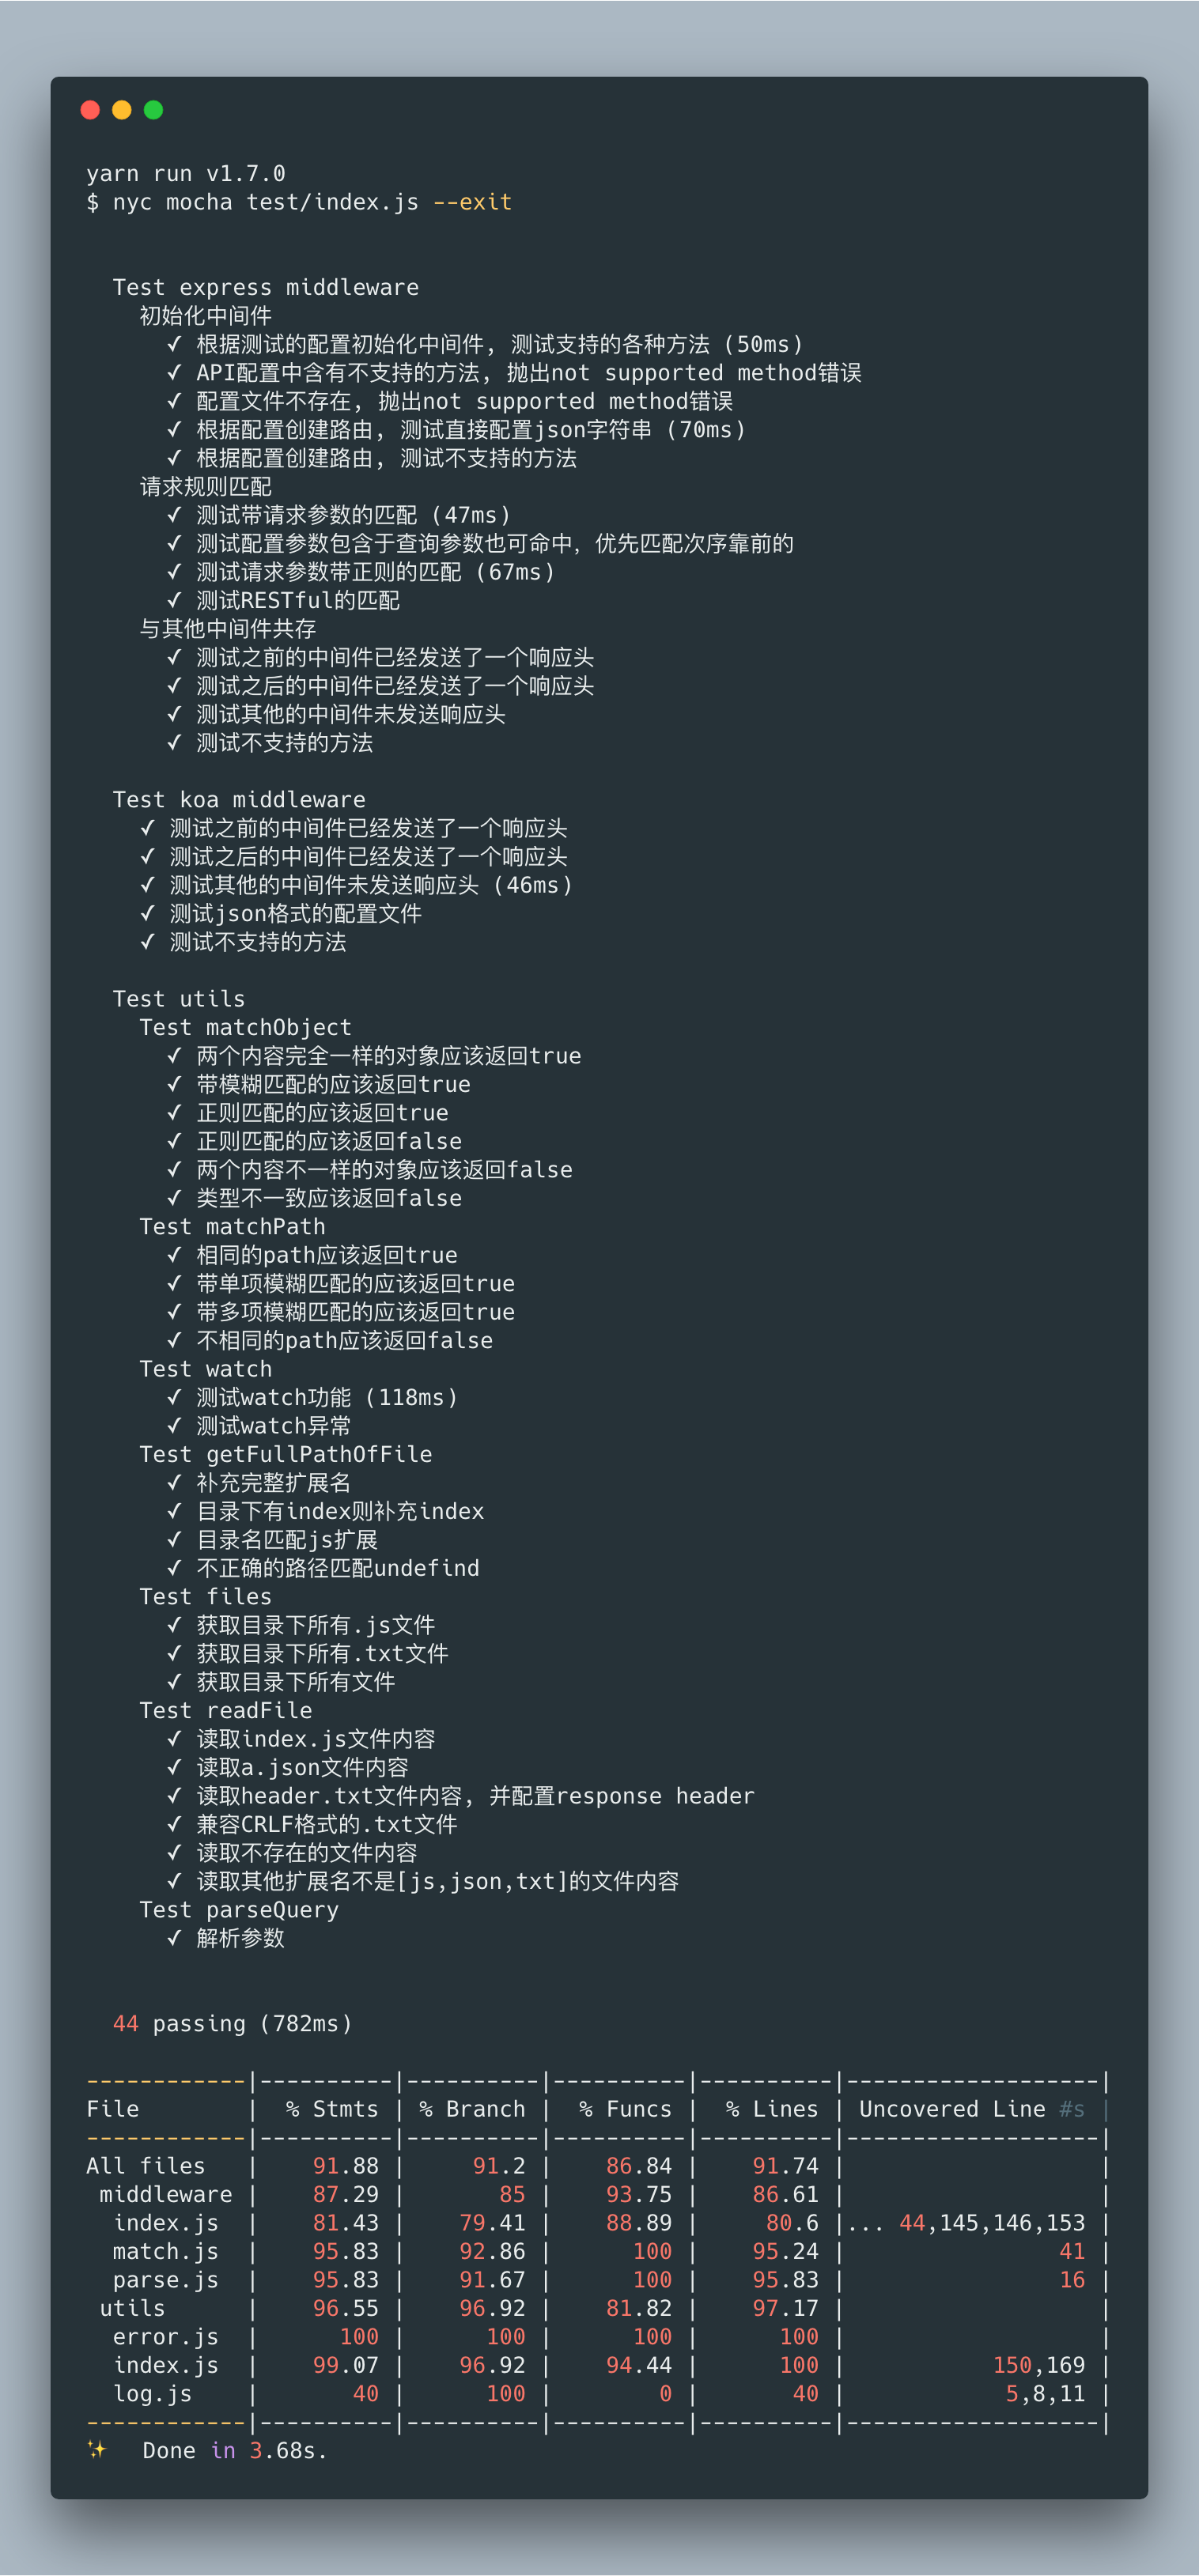 yarn run v1.7.0
$ nyc mocha test/index.js --exit
Test express middleware
初始化中间件
✓ 根据测试的配置初始化中间件, 测试支持的各种方法 (50ms)
✓ API配置中含有不支持的方法, 抛出not supported method错误
✓ 配置文件不存在, 抛出not supported method错误
✓ 根据配置创建路由, 测试直接配置json字符串 (70ms)
✓ 根据配置创建路由, 测试不支持的方法
请求规则匹配
✓ 测试带请求参数的匹配 (47ms)
✓ 测试配置参数包含于查询参数也可命中，优先匹配次序靠前的
✓ 测试请求参数带正则的匹配 (67ms)
✓ 测试RESTful的匹配
与其他中间件共存
✓ 测试之前的中间件已经发送了一个响应头
✓ 测试之后的中间件已经发送了一个响应头
✓ 测试其他的中间件未发送响应头
✓ 测试不支持的方法
Test koa middleware
✓ 测试之前的中间件已经发送了一个响应头
✓ 测试之后的中间件已经发送了一个响应头
✓ 测试其他的中间件未发送响应头 (46ms)
✓ 测试json格式的配置文件
✓ 测试不支持的方法
Test utils
Test matchObject
✓ 两个内容完全一样的对象应该返回true
✓ 带模糊匹配的应该返回true
✓ 正则匹配的应该返回true
✓ 正则匹配的应该返回false
✓ 两个内容不一样的对象应该返回false
✓ 类型不一致应该返回false
Test matchPath
✓ 相同的path应该返回true
✓ 带单项模糊匹配的应该返回true
✓ 带多项模糊匹配的应该返回true
✓ 不相同的path应该返回false
Test watch
✓ 测试watch功能 (118ms)
✓ 测试watch异常
Test getFullPathOfFile
✓ 补充完整扩展名
✓ 目录下有index则补充index
✓ 目录名匹配js扩展
✓ 不正确的路径匹配undefind
Test files
✓ 获取目录下所有.js文件
✓ 获取目录下所有.txt文件
✓ 获取目录下所有文件
Test readFile
✓ 读取index.js文件内容
✓ 读取a.json文件内容
✓ 读取header.txt文件内容, 并配置response header
✓ 兼容CRLF格式的.txt文件
✓ 读取不存在的文件内容
✓ 读取其他扩展名不是[js,json,txt]的文件内容
Test parseQuery
✓ 解析参数
44 passing (782ms)
------------|----------|----------|----------|----------|-------------------|
File        |  % Stmts | % Branch |  % Funcs |  % Lines | Uncovered Line #s |
------------|----------|----------|----------|----------|-------------------|
All files   |    91.88 |     91.2 |    86.84 |    91.74 |                   |
middleware |    87.29 |       85 |    93.75 |    86.61 |                   |
index.js  |    81.43 |    79.41 |    88.89 |     80.6 |... 44,145,146,153 |
match.js  |    95.83 |    92.86 |      100 |    95.24 |                41 |
parse.js  |    95.83 |    91.67 |      100 |    95.83 |                16 |
utils      |    96.55 |    96.92 |    81.82 |    97.17 |                   |
error.js  |      100 |      100 |      100 |      100 |                   |
index.js  |    99.07 |    96.92 |    94.44 |      100 |           150,169 |
log.js    |       40 |      100 |        0 |       40 |            5,8,11 |
------------|----------|----------|----------|----------|-------------------|
✨ Done in 3.68s.